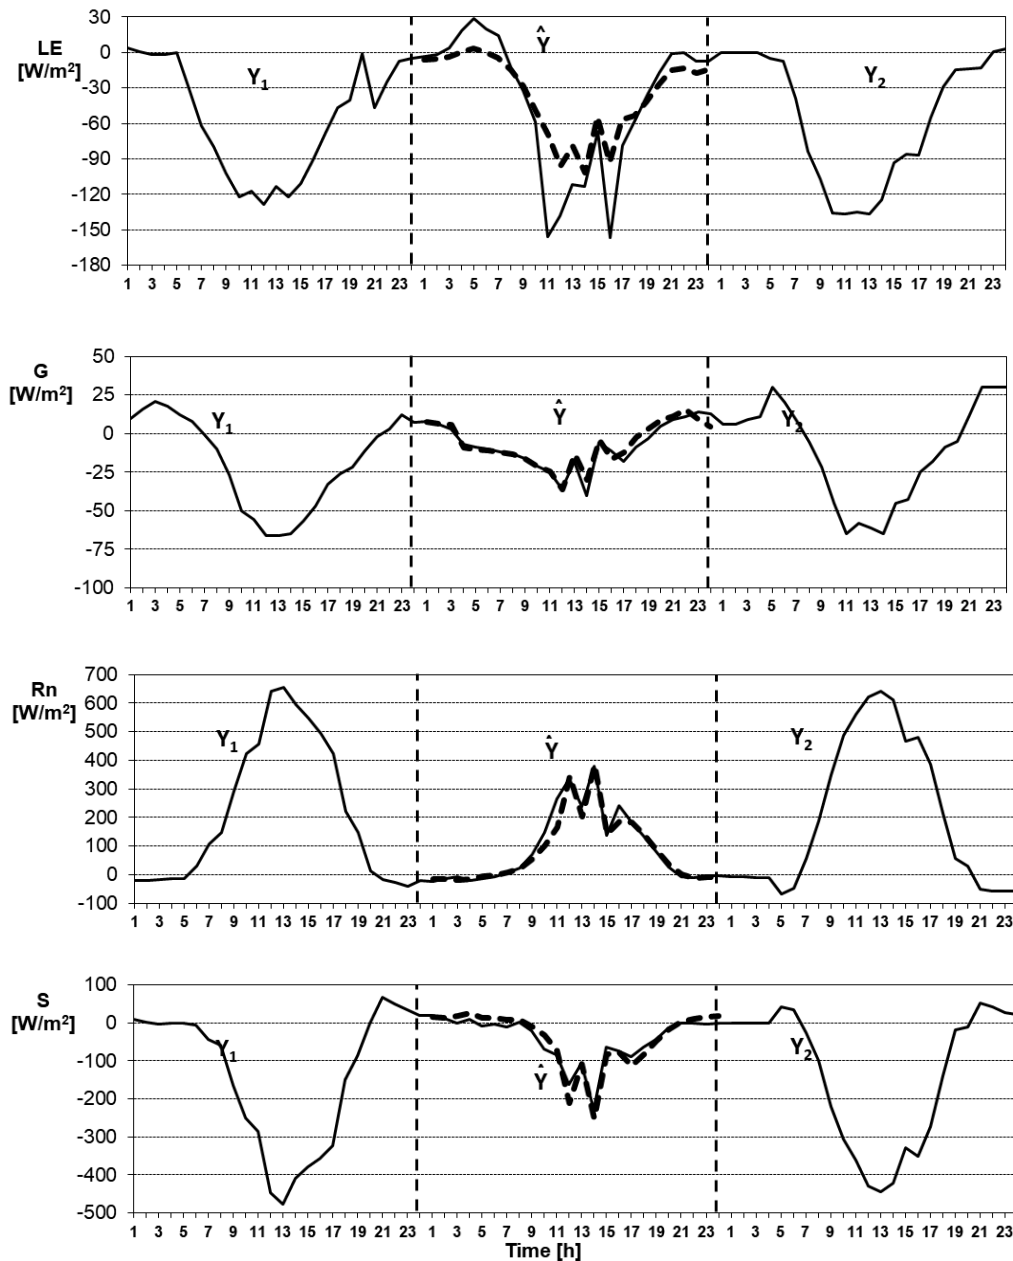 30
LE
[W/m²]
0
-30
-60
-90
-120
-150
-180
Y₁
Ŷ
Y₂
1 3 5 7 9 11 13 15 17 19 21 23 1 3 5 7 9 11 13 15 17 19 21 23 1 3 5 7 9 11 13 15 17 19 21 23
50
G
[W/m²]
25
0
-25
-50
-75
-100
Y₁
Ŷ
Y₂
1 3 5 7 9 11 13 15 17 19 21 23 1 3 5 7 9 11 13 15 17 19 21 23 1 3 5 7 9 11 13 15 17 19 21 23
700
Rn
[W/m²]
600
500
400
300
200
100
0
-100
Y₁
Ŷ
Y₂
1 3 5 7 9 11 13 15 17 19 21 23 1 3 5 7 9 11 13 15 17 19 21 23 1 3 5 7 9 11 13 15 17 19 21 23
100
S
[W/m²]
0
-100
-200
-300
-400
-500
Y₁
Ŷ
Y₂
1 3 5 7 9 11 13 15 17 19 21 23 1 3 5 7 9 11 13 15 17 19 21 23 1 3 5 7 9 11 13 15 17 19 21 23
Time [h]